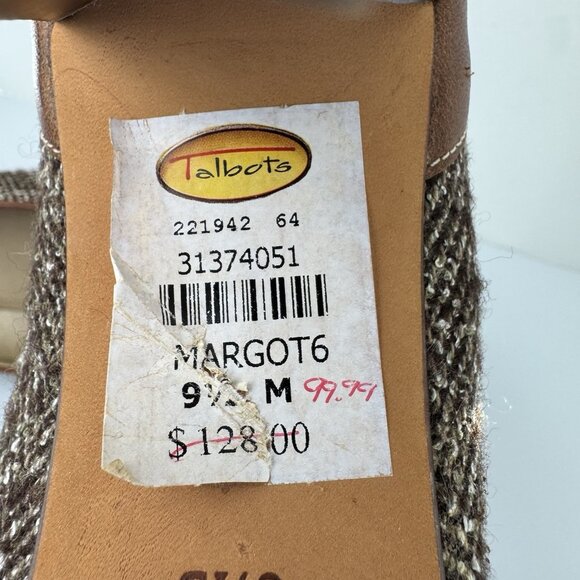 Talbots
221942 64
31374051
MARGOT6
9½ M 99.99
$128.00